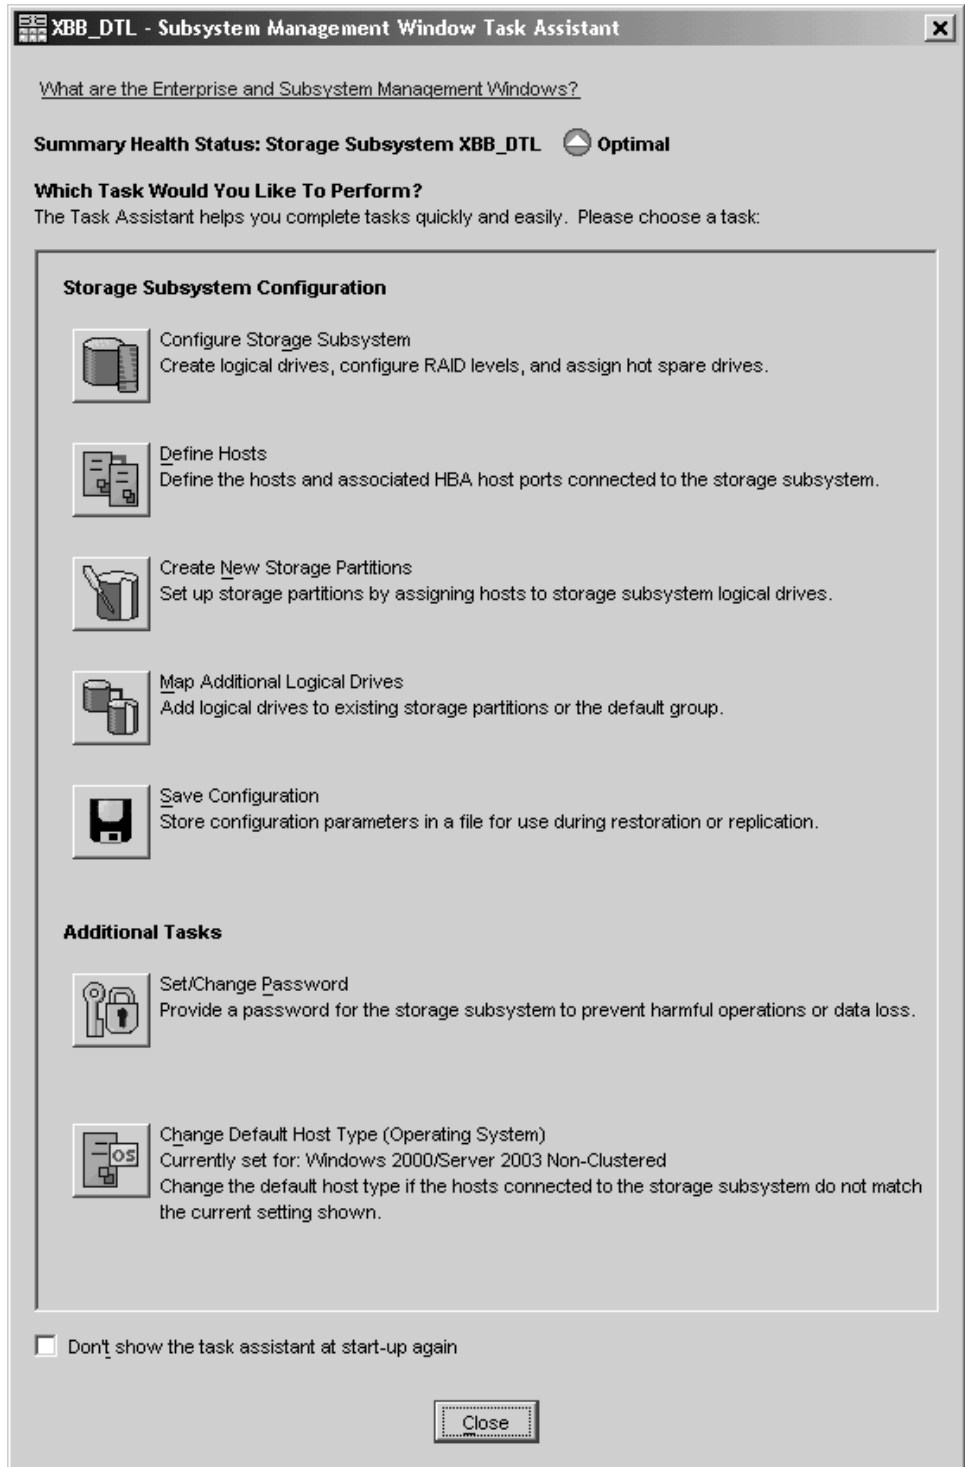 XBB_DTL - Subsystem Management Window Task Assistant
What are the Enterprise and Subsystem Management Windows?
Summary Health Status: Storage Subsystem XBB_DTL Optimal
Which Task Would You Like To Perform?
The Task Assistant helps you complete tasks quickly and easily. Please choose a task:
Storage Subsystem Configuration
Configure Storage Subsystem
Create logical drives, configure RAID levels, and assign hot spare drives.
Define Hosts
Define the hosts and associated HBA host ports connected to the storage subsystem.
Create New Storage Partitions
Set up storage partitions by assigning hosts to storage subsystem logical drives.
Map Additional Logical Drives
Add logical drives to existing storage partitions or the default group.
Save Configuration
Store configuration parameters in a file for use during restoration or replication.
Additional Tasks
Set/Change Password
Provide a password for the storage subsystem to prevent harmful operations or data loss.
OS
Change Default Host Type (Operating System)
Currently set for: Windows 2000/Server 2003 Non-Clustered
Change the default host type if the hosts connected to the storage subsystem do not match
the current setting shown.
Don't show the task assistant at start-up again
Close